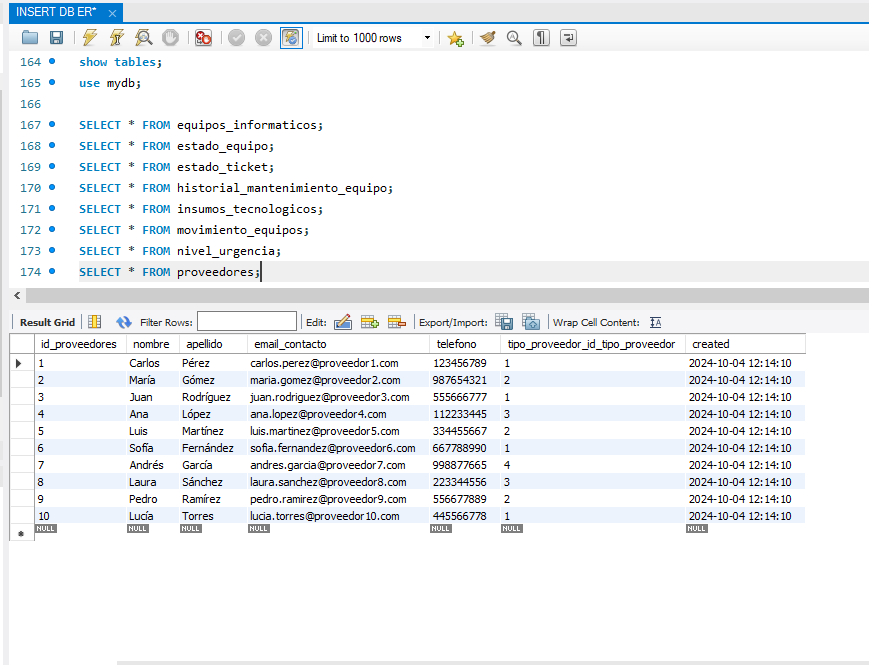 INSERT DB ER* ×
Limit to 1000 rows
164 show tables;
165 use mydb;
166
167 SELECT * FROM equipos_informaticos;
168 SELECT * FROM estado_equipo;
169 SELECT * FROM estado_ticket;
170 SELECT * FROM historial_mantenimiento_equipo;
171 SELECT * FROM insumos_tecnologicos;
172 SELECT * FROM movimiento_equipos;
173 SELECT * FROM nivel_urgencia;
174 SELECT * FROM proveedores;
Result Grid Filter Rows: Edit: Export/Import: Wrap Cell Content: IA
id_proveedores nombre apellido email_contacto telefono tipo_proveedor_id_tipo_proveedor created
1 Carlos Pérez carlos.perez@proveedor1.com 123456789 1 2024-10-04 12:14:10
2 María Gómez maria.gomez@proveedor2.com 987654321 2 2024-10-04 12:14:10
3 Juan Rodríguez juan.rodriguez@proveedor3.com 555666777 1 2024-10-04 12:14:10
4 Ana López ana.lopez@proveedor4.com 112233445 3 2024-10-04 12:14:10
5 Luis Martínez luis.martinez@proveedor5.com 334455667 2 2024-10-04 12:14:10
6 Sofía Fernández sofia.fernandez@proveedor6.com 667788990 1 2024-10-04 12:14:10
7 Andrés García andres.garcia@proveedor7.com 998877665 4 2024-10-04 12:14:10
8 Laura Sánchez laura.sanchez@proveedor8.com 223344556 3 2024-10-04 12:14:10
9 Pedro Ramírez pedro.ramirez@proveedor9.com 556677889 2 2024-10-04 12:14:10
10 Lucía Torres lucia.torres@proveedor10.com 445566778 1 2024-10-04 12:14:10
NULL NULL NULL NULL NULL NULL NULL